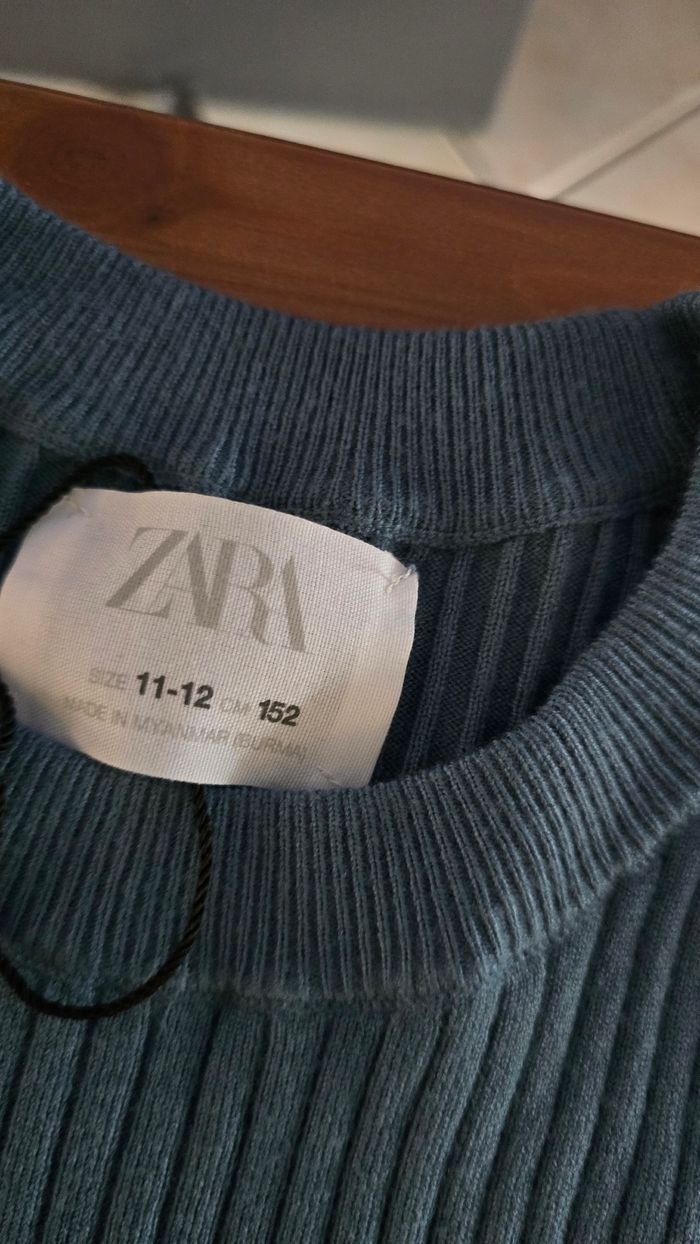 ZARA
SIZE 11-12 CM 152
MADE IN MYANMAR (BURMA)